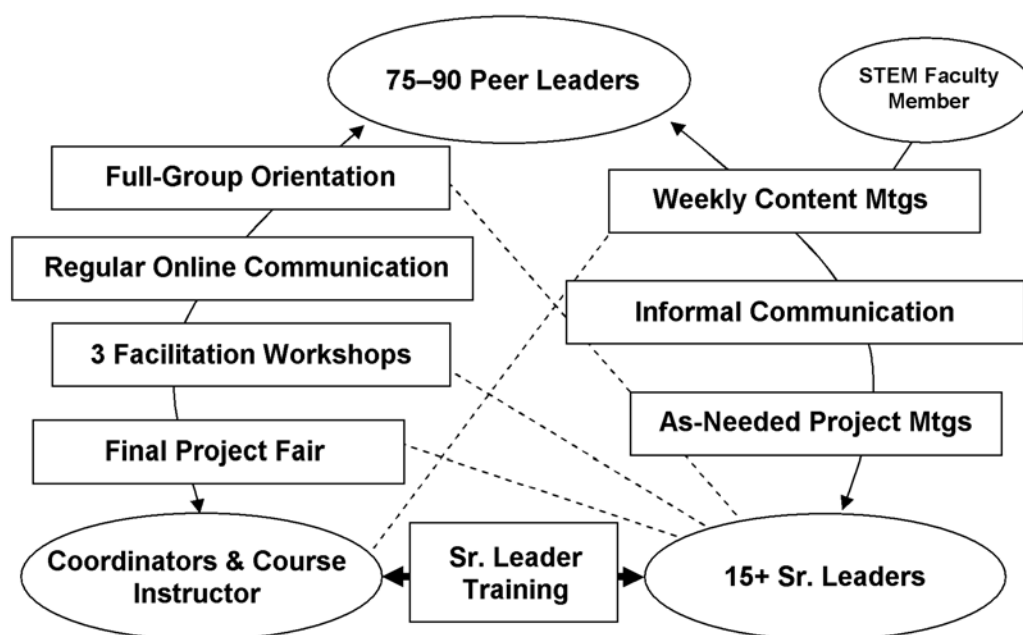 75–90 Peer Leaders
STEM Faculty
Member
Full-Group Orientation
Weekly Content Mtgs
Regular Online Communication
Informal Communication
3 Facilitation Workshops
As-Needed Project Mtgs
Final Project Fair
Coordinators & Course
Instructor
Sr. Leader
Training
15+ Sr. Leaders